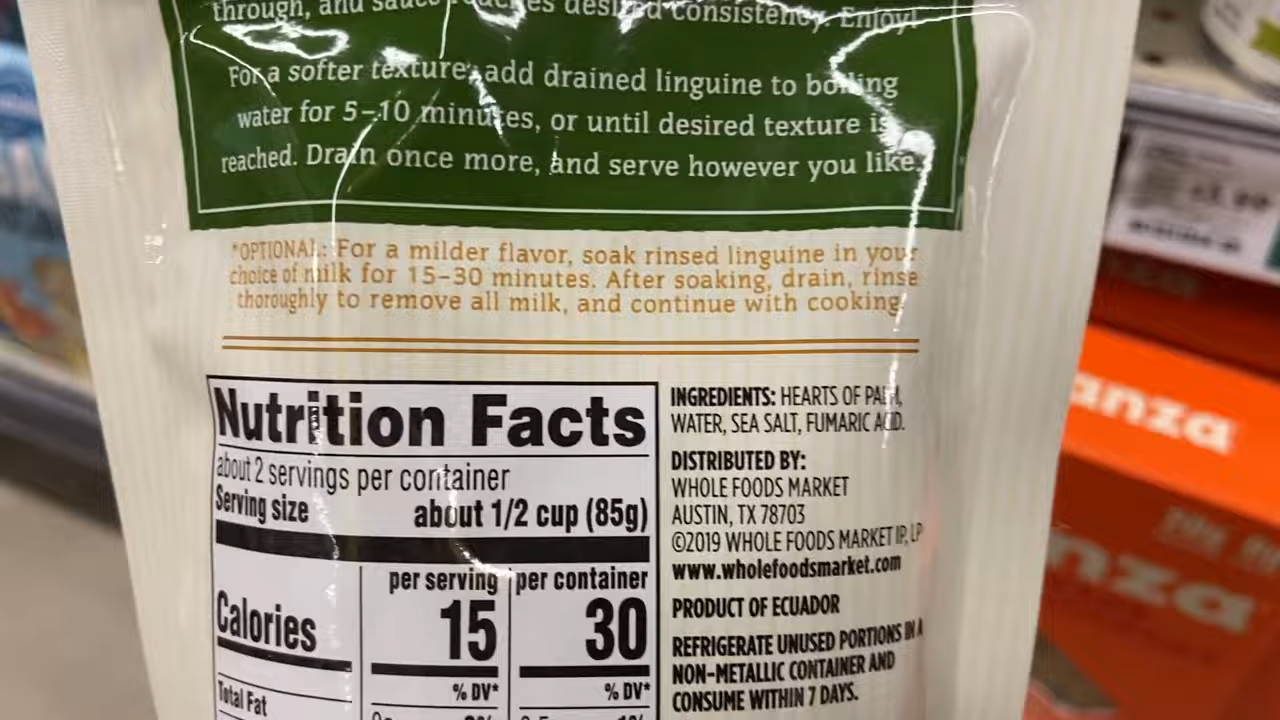 through, and sauce reaches desired consistency. Enjoy!
For a softer texture, add drained linguine to boiling
water for 5–10 minutes, or until desired texture is
reached. Drain once more, and serve however you like.
*OPTIONAL: For a milder flavor, soak rinsed linguine in your
choice of milk for 15–30 minutes. After soaking, drain, rinse
thoroughly to remove all milk, and continue with cooking.
Nutrition Facts
about 2 servings per container
Serving size about 1/2 cup (85g)
per serving per container
Calories 15 30
% DV* % DV*
Total Fat
INGREDIENTS: HEARTS OF PALM,
WATER, SEA SALT, FUMARIC ACID.
DISTRIBUTED BY:
WHOLE FOODS MARKET
AUSTIN, TX 78703
©2019 WHOLE FOODS MARKET IP, LP
www.wholefoodsmarket.com
PRODUCT OF ECUADOR
REFRIGERATE UNUSED PORTIONS IN A
NON-METALLIC CONTAINER AND
CONSUME WITHIN 7 DAYS.
anza
nza